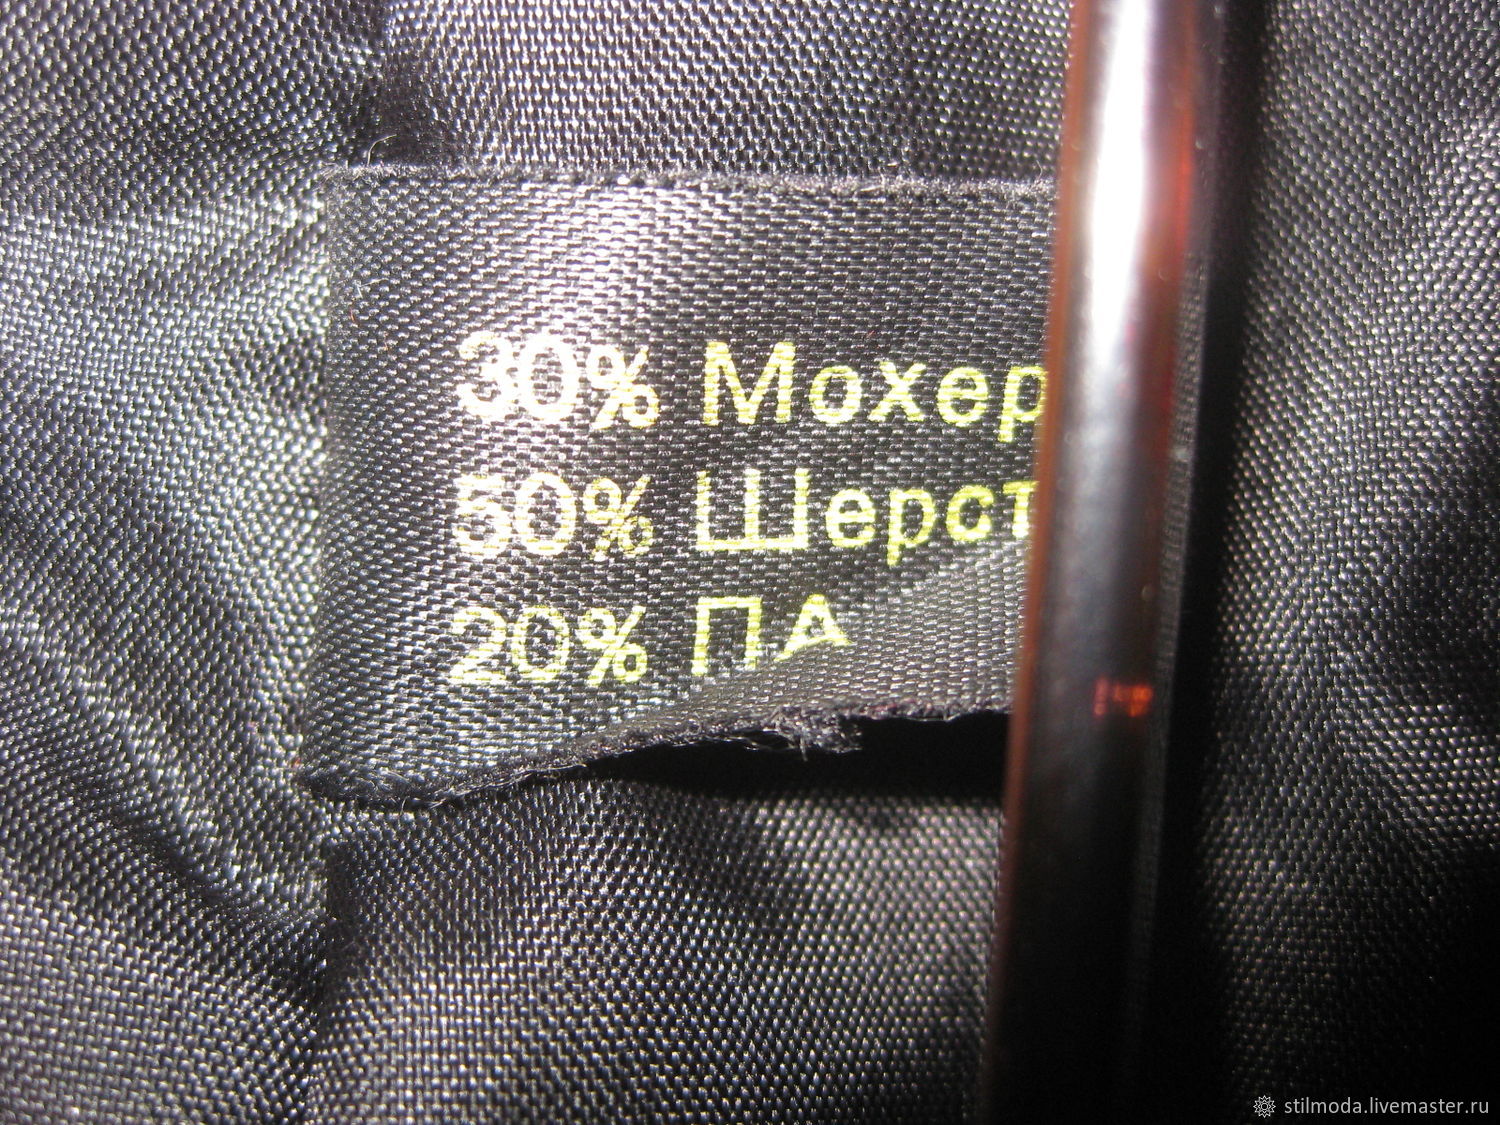 30% Мохер
50% Шерст
20% ПА
stilmoda.livemaster.ru